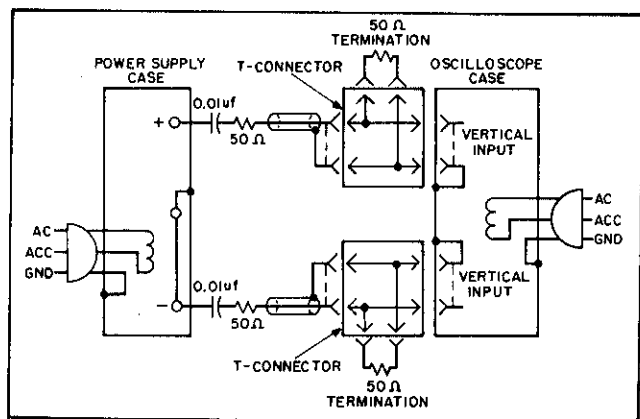 50 Ω
TERMINATION
POWER SUPPLY
CASE
T-CONNECTOR
OSCILLOSCOPE
CASE
0.01uf
+
50 Ω
VERTICAL
INPUT
AC
ACC
GND
AC
ACC
GND
0.01uf
-
50 Ω
VERTICAL
INPUT
T-CONNECTOR
50 Ω
TERMINATION